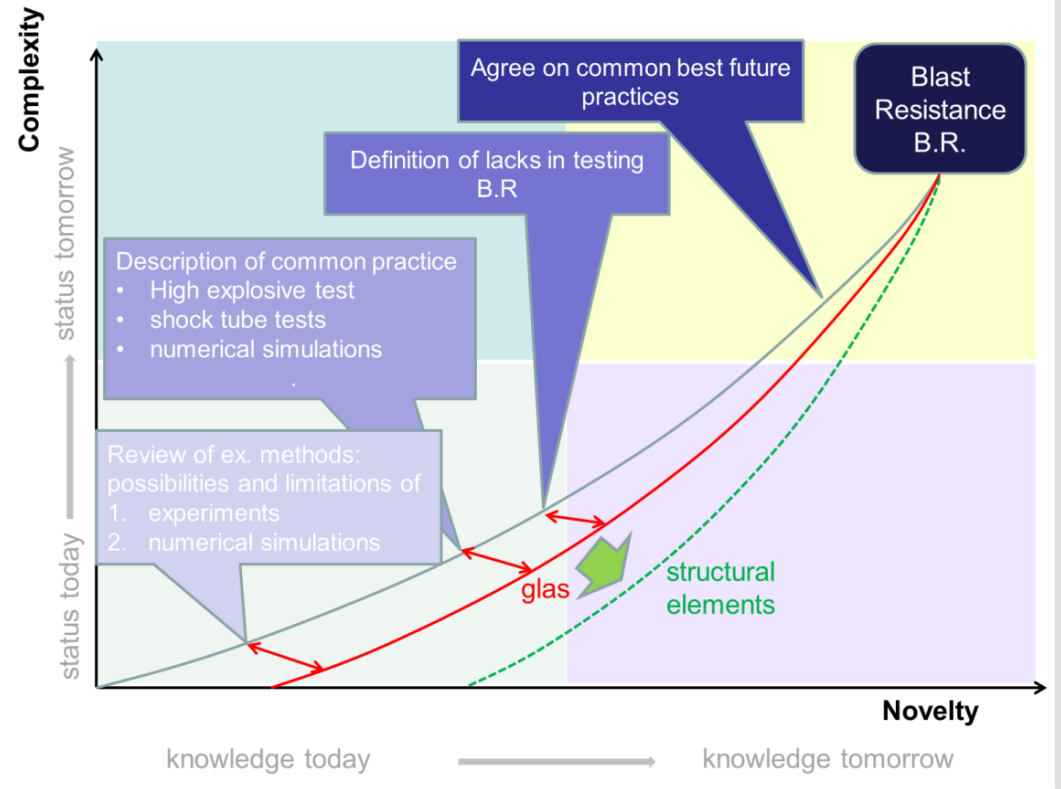 Complexity
status tomorrow
status today
Agree on common best future
practices
Blast
Resistance
B.R.
Definition of lacks in testing
B.R
Description of common practice
• High explosive test
• shock tube tests
• numerical simulations
.
Review of ex. methods:
possibilities and limitations of
1. experiments
2. numerical simulations
glas
structural
elements
Novelty
knowledge today
knowledge tomorrow